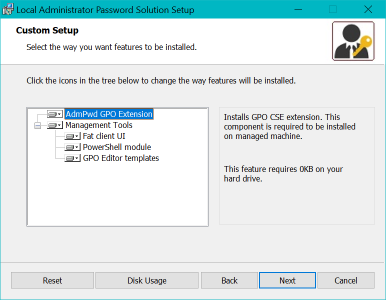 Local Administrator Password Solution Setup
Custom Setup
Select the way you want features to be installed.
Click the icons in the tree below to change the way features will be installed.
AdmPwd GPO Extension
Management Tools
Fat client UI
PowerShell module
GPO Editor templates
Installs GPO CSE extension. This
component is required to be installed
on managed machine.
This feature requires 0KB on your
hard drive.
Reset
Disk Usage
Back
Next
Cancel